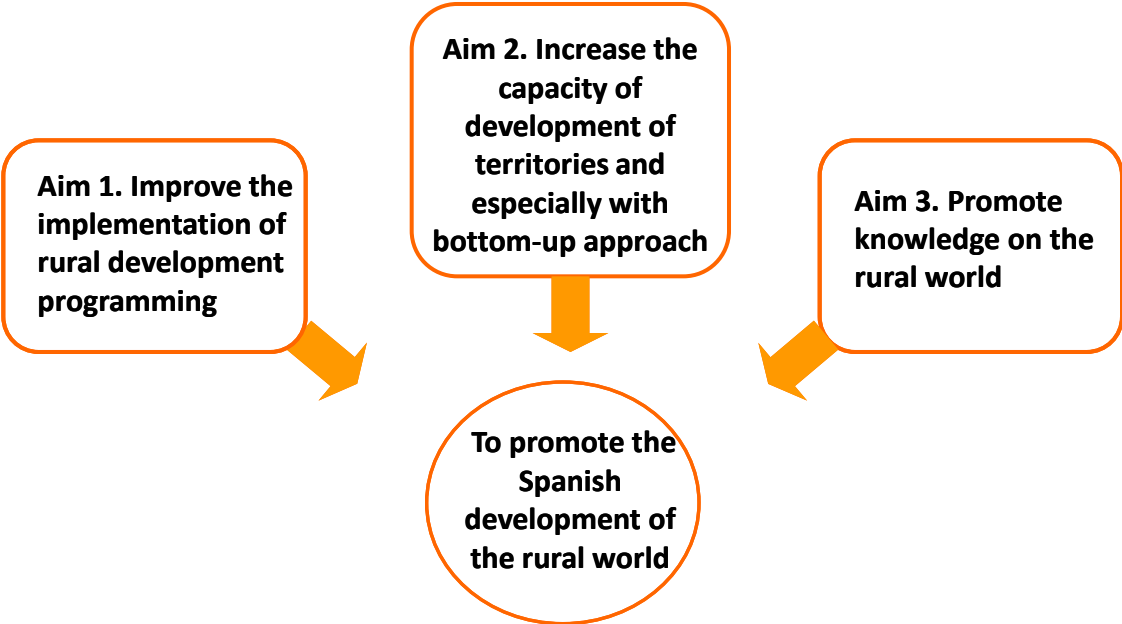 Aim 1. Improve the
implementation of
rural development
programming
Aim 2. Increase the
capacity of
development of
territories and
especially with
bottom-up approach
Aim 3. Promote
knowledge on the
rural world
To promote the
Spanish
development of
the rural world